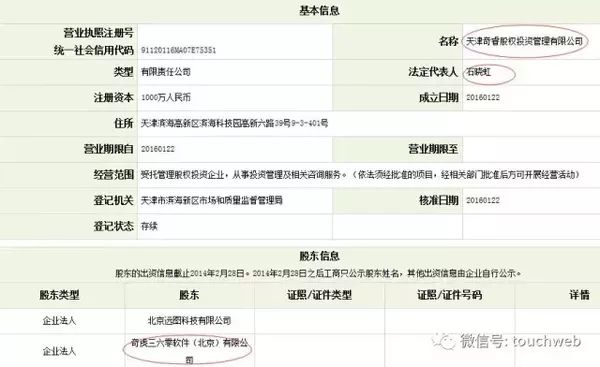 基本信息
营业执照注册号
统一社会信用代码 91120116MA07E75351 名称 天津奇睿股权投资管理有限公司
类型 有限责任公司 法定代表人 石晓虹
注册资本 1000万人民币 成立日期 20160122
住所 天津滨海高新区滨海科技园高新六路39号9-3-401号
营业期限自 20160122 营业期限至
经营范围 受托管理股权投资企业，从事投资管理及相关咨询服务。（依法须经批准的项目，经相关部门批准后方可开展经营活动）
登记机关 天津市滨海新区市场和质量监督管理局 核准日期 20160122
登记状态 存续
股东信息
股东的出资信息截止2014年2月28日。2014年2月28日之后工商只公示股东姓名，其他出资信息由企业自行公示。
股东类型 股东 证照/证件类型 证照/证件号码 详情
企业法人 北京远图科技有限公司
企业法人 奇虎三六零软件（北京）有限公
司
微信号: touchweb